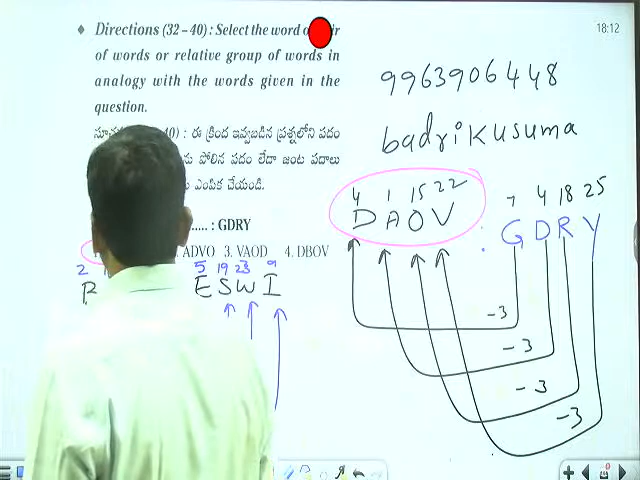 Directions (32 – 40) : Select the word
of words or relative group of words in
analogy with the words given in the
question.
40) : ఈ క్రింద ఇవ్వబడిన ప్రశ్నలోని పదం
ను పోలిన పదం లేదా జంట పదాలు
ఎంపిక చేయండి.
...... : GDRY
ADVO 3. VAOD 4. DBOV
2 5 19 23 9
E S W I
18:12
9963906448
badrikusuma
4 1 15 22
D A O V
7 4 18 25
G D R Y
-3
-3
-3
-3